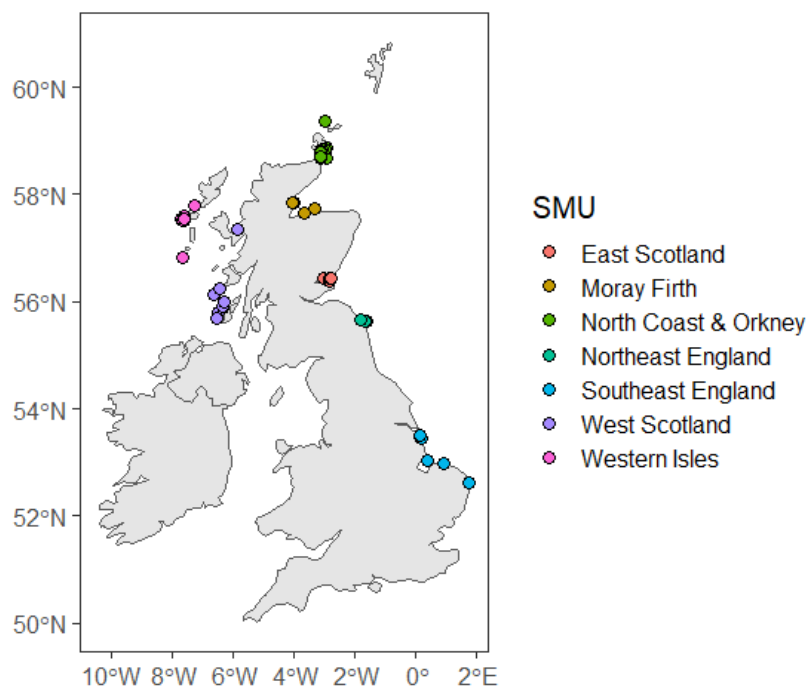 60°N
58°N
56°N
54°N
52°N
50°N
10°W 8°W 6°W 4°W 2°W 0° 2°E
SMU
East Scotland
Moray Firth
North Coast & Orkney
Northeast England
Southeast England
West Scotland
Western Isles